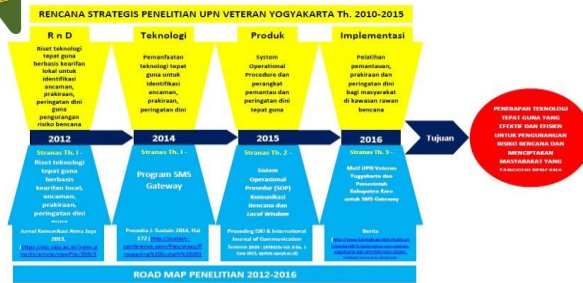 RENCANA STRATEGIS PENELITIAN UPN VETERAN YOGYAKARTA Th. 2010-2015
R n D
Riset teknologi
tepat guna
berbasis kearifan
lokal untuk
identifikasi
ancaman,
prakiraan,
peringatan dini
guna
pengurangan
risiko bencana
Teknologi
Pemanfaatan
teknologi tepat
guna untuk
identifikasi
ancaman,
prakiraan,
peringatan dini
Produk
System
Operational
Procedure dan
perangkat
pemantau dan
peringatan dini
tepat guna
Implementasi
Pelatihan
pemantauan,
prakiraan dan
peringatan dini
bagi masyarakat
di kawasan rawan
bencana
2012
2014
2015
2016
Tujuan
PENERAPAN TEKNOLOGI
TEPAT GUNA YANG
EFEKTIF DAN EFISIEN
UNTUK PENGURANGAN
RISIKO BENCANA DAN
MENCIPTAKAN
MASYARAKAT YANG
TANGGUH BENCANA
Stranas Th. I -
Riset teknologi
tepat guna
berbasis
kearifan local,
ancaman,
prakiraan,
peringatan dini
Stranas Th. I -
Program SMS
Gateway
Stranas Th. 2 -
Sistem
Operasional
Prosedur (SOP)
Komunikasi
Bencana dan
Local Wisdom
Stranas Th. 3 -
MoU UPN Veteran
Yogyakarta dan
Pemerintah
Kabupaten Karo
untuk SMS Gateway
Jurnal Komunikasi Atma Jaya
2013,
Prosedia J. Sustain 2014, Hal
577
Proseding ISEI & International
Journal of Communication
Berita
ROAD MAP PENELITIAN 2012-2016